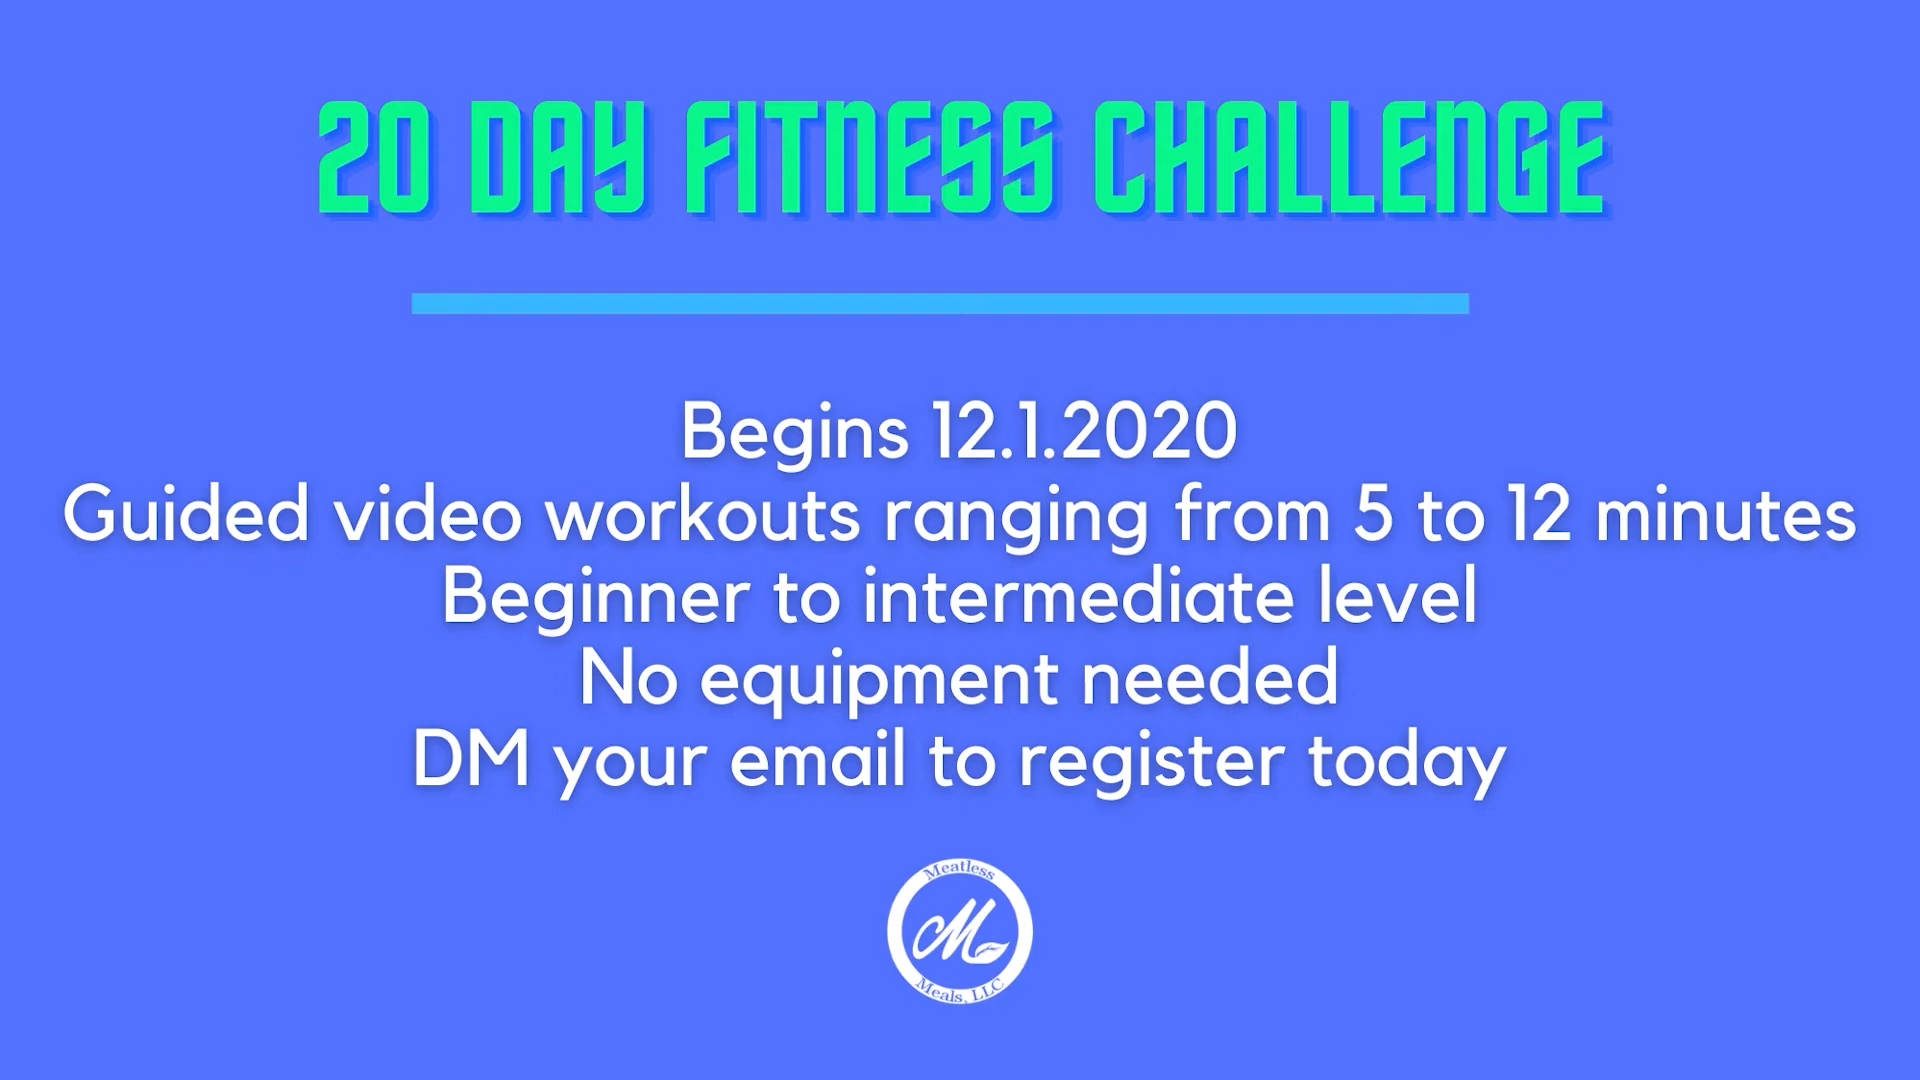 20 DAY FITNESS CHALLENGE
Begins 12.1.2020
Guided video workouts ranging from 5 to 12 minutes
Beginner to intermediate level
No equipment needed
DM your email to register today
Meatless
M
Meals, LLC